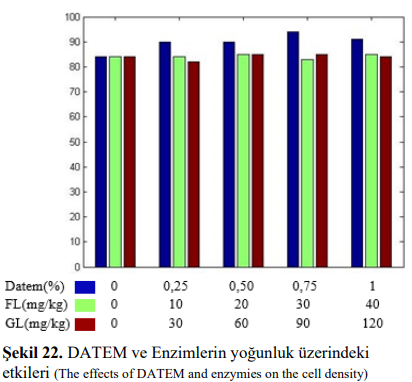 100
90
80
70
60
50
40
30
20
10
0
Datem(%) 0 0,25 0,50 0,75 1
FL(mg/kg) 0 10 20 30 40
GL(mg/kg) 0 30 60 90 120
Şekil 22. DATEM ve Enzimlerin yoğunluk üzerindeki
etkileri (The effects of DATEM and enzymies on the cell density)